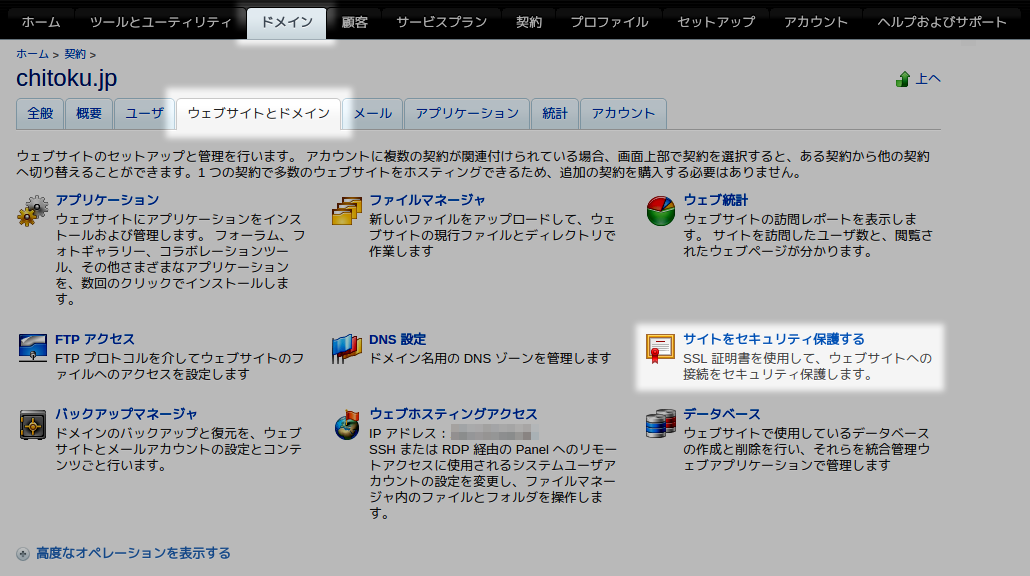 ホーム ツールとユーティリティ ドメイン 顧客 サービスプラン 契約 プロファイル セットアップ アカウント ヘルプおよびサポート
ホーム > 契約 >
chitoku.jp
上へ
全般 概要 ユーザ ウェブサイトとドメイン メール アプリケーション 統計 アカウント
ウェブサイトのセットアップと管理を行います。 アカウントに複数の契約が関連付けられている場合、画面上部で契約を選択すると、ある契約から他の契約
へ切り替えることができます。1 つの契約で多数のウェブサイトをホスティングできるため、追加の契約を購入する必要はありません。
アプリケーション
ウェブサイトにアプリケーションをインス
トールおよび管理します。 フォーラム、フ
ォトギャラリー、コラボレーションツー
ル、その他さまざまなアプリケーション
を、数回のクリックでインストールしま
す。
ファイルマネージャ
新しいファイルをアップロードして、ウェ
ブサイトの現行ファイルとディレクトリで
作業します
ウェブ統計
ウェブサイトの訪問レポートを表示しま
す。 サイトを訪問したユーザ数と、閲覧さ
れたウェブページが分かります。
FTP アクセス
FTP プロトコルを介してウェブサイトのフ
ァイルへのアクセスを設定します
DNS 設定
ドメイン名用の DNS ゾーンを管理します
サイトをセキュリティ保護する
SSL 証明書を使用して、ウェブサイトへの
接続をセキュリティ保護します。
バックアップマネージャ
ドメインのバックアップと復元を、ウェブ
サイトとメールアカウントの設定とコンテ
ンツごと行います。
ウェブホスティングアクセス
IP アドレス :
SSH または RDP 経由の Panel へのリモー
トアクセスに使用されるシステムユーザア
カウントの設定を変更し、ファイルマネー
ジャ内のファイルとフォルダを操作しま
す。
データベース
ウェブサイトで使用しているデータベース
の作成と削除を行い、それらを統合管理ウ
ェブアプリケーションで管理します
高度なオペレーションを表示する